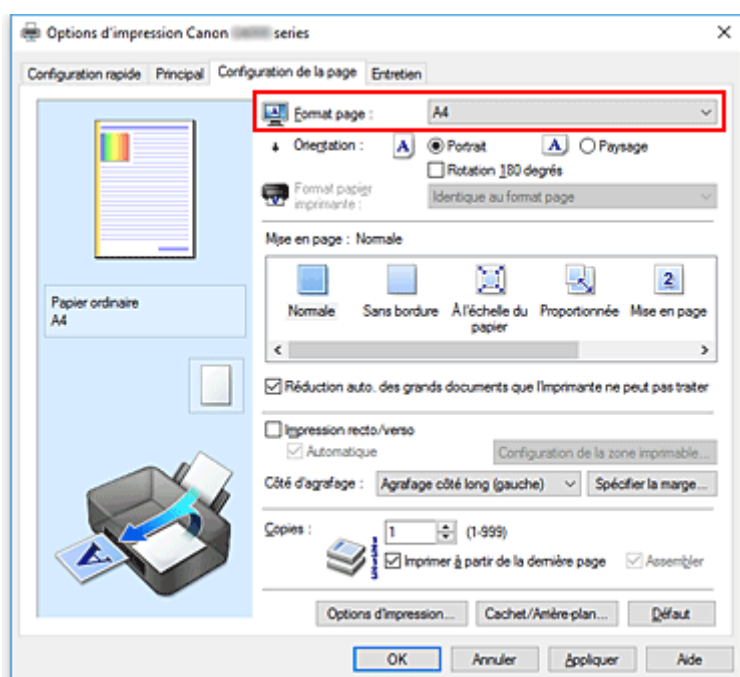 Options d'impression Canon series
Configuration rapide Principal Configuration de la page Entretien
Format page : A4
Orientation : A Portrait A Paysage
Rotation 180 degrés
Format papier
imprimante : Identique au format page
Mise en page : Normale
2
Normale Sans bordure À l'échelle du Proportionnée Mise en page
papier
Papier ordinaire
A4
Réduction auto. des grands documents que l'imprimante ne peut pas traiter
Impression recto/verso
Automatique Configuration de la zone imprimable...
Côté d'agrafage : Agrafage côté long (gauche) Spécifier la marge...
Copies : 1 (1-999)
Imprimer à partir de la dernière page Assembler
A
Options d'impression... Cachet/Arrière-plan... Défaut
OK Annuler Appliquer Aide